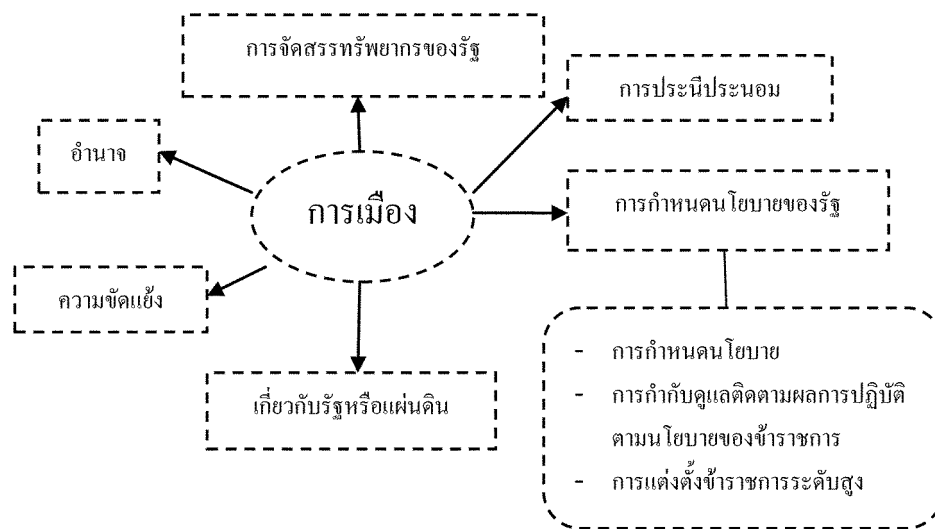 การจัดสรรทรัพยากรของรัฐ
การประนีประนอม
อำนาจ
การเมือง
การกำหนดนโยบายของรัฐ
ความขัดแย้ง
เกี่ยวกับรัฐหรือแผ่นดิน
- การกำหนดนโยบาย
- การกำกับดูแลติดตามผลการปฏิบัติ
ตามนโยบายของข้าราชการ
- การแต่งตั้งข้าราชการระดับสูง